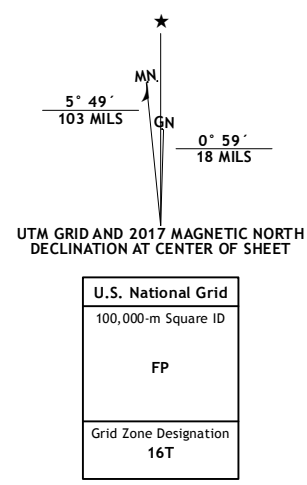 ★
MN.
5° 49´
103 MILS
GN
0° 59´
18 MILS
UTM GRID AND 2017 MAGNETIC NORTH
DECLINATION AT CENTER OF SHEET
U.S. National Grid
100,000-m Square ID
FP
Grid Zone Designation
16T